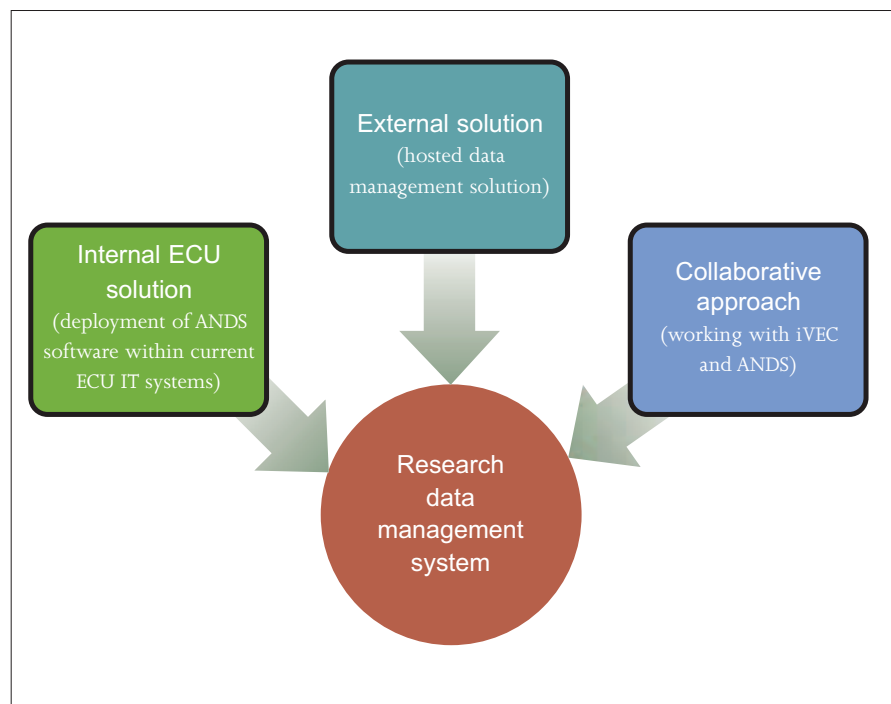 External solution
(hosted data
management solution)
Internal ECU
solution
(deployment of ANDS
software within current
ECU IT systems)
Collaborative
approach
(working with iVEC
and ANDS)
Research
data
management
system